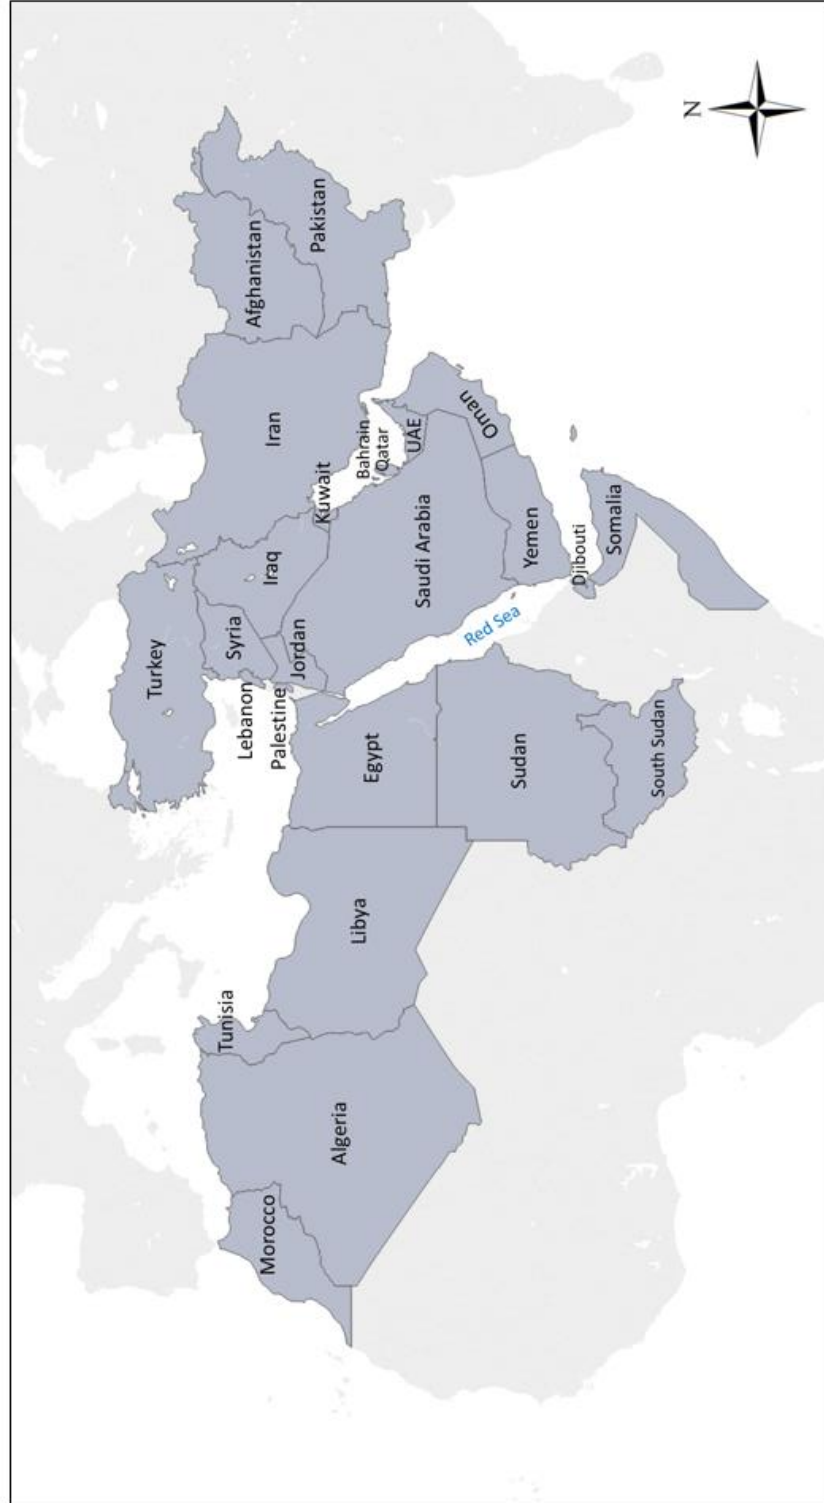 N
Turkey
Afghanistan
Tunisia
Syria
Iraq
Iran
Lebanon
Morocco
Palestine
Jordan
Pakistan
Kuwait
Algeria
Libya
Egypt
Bahrain
Qatar
UAE
Saudi Arabia
Oman
Red Sea
Sudan
Yemen
Djibouti
Somalia
South Sudan